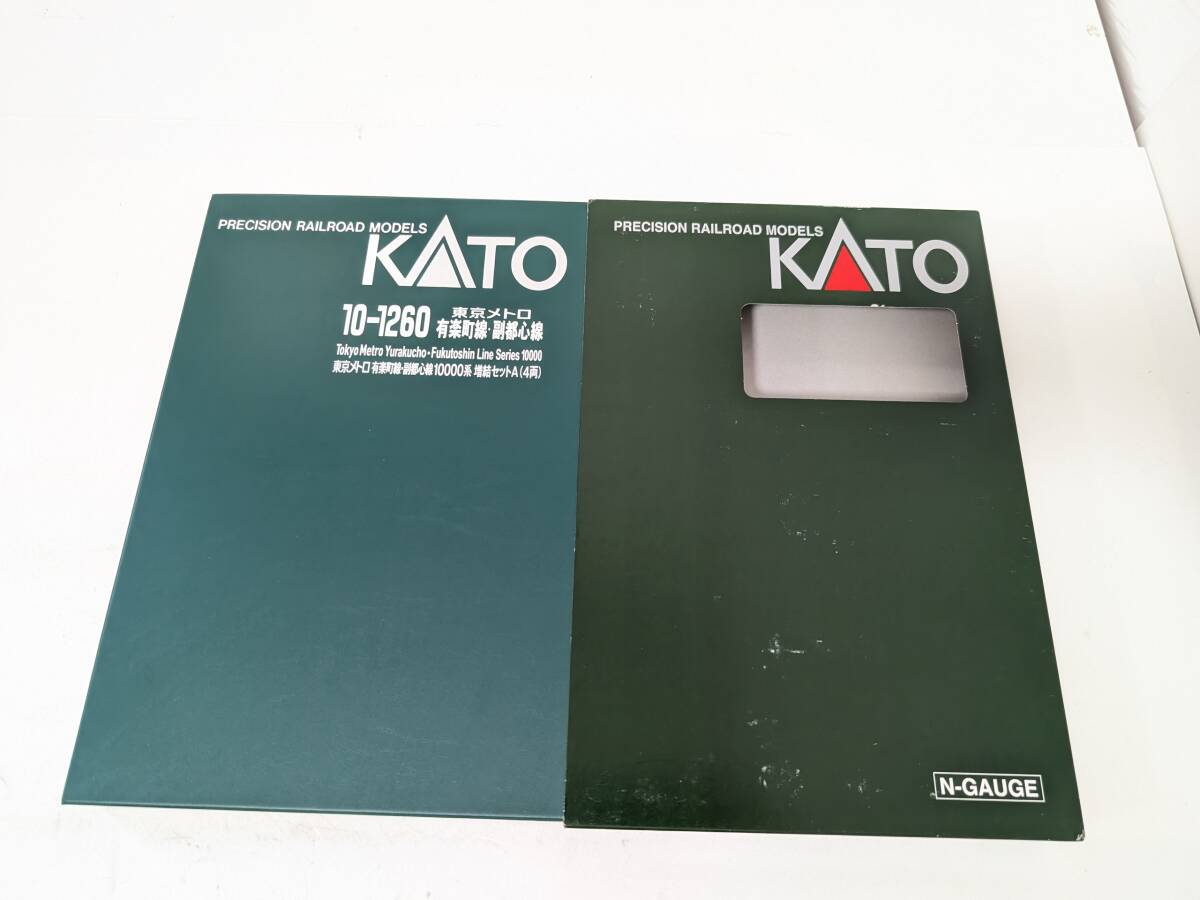 PRECISION RAILROAD MODELS
KATO
10-1260
東京メトロ
有楽町線・副都心線
Tokyo Metro Yurakucho・Fukutoshin Line Series 10000
東京メトロ 有楽町線・副都心線10000系 増結セットA(4両)
PRECISION RAILROAD MODELS
KATO
N-GAUGE